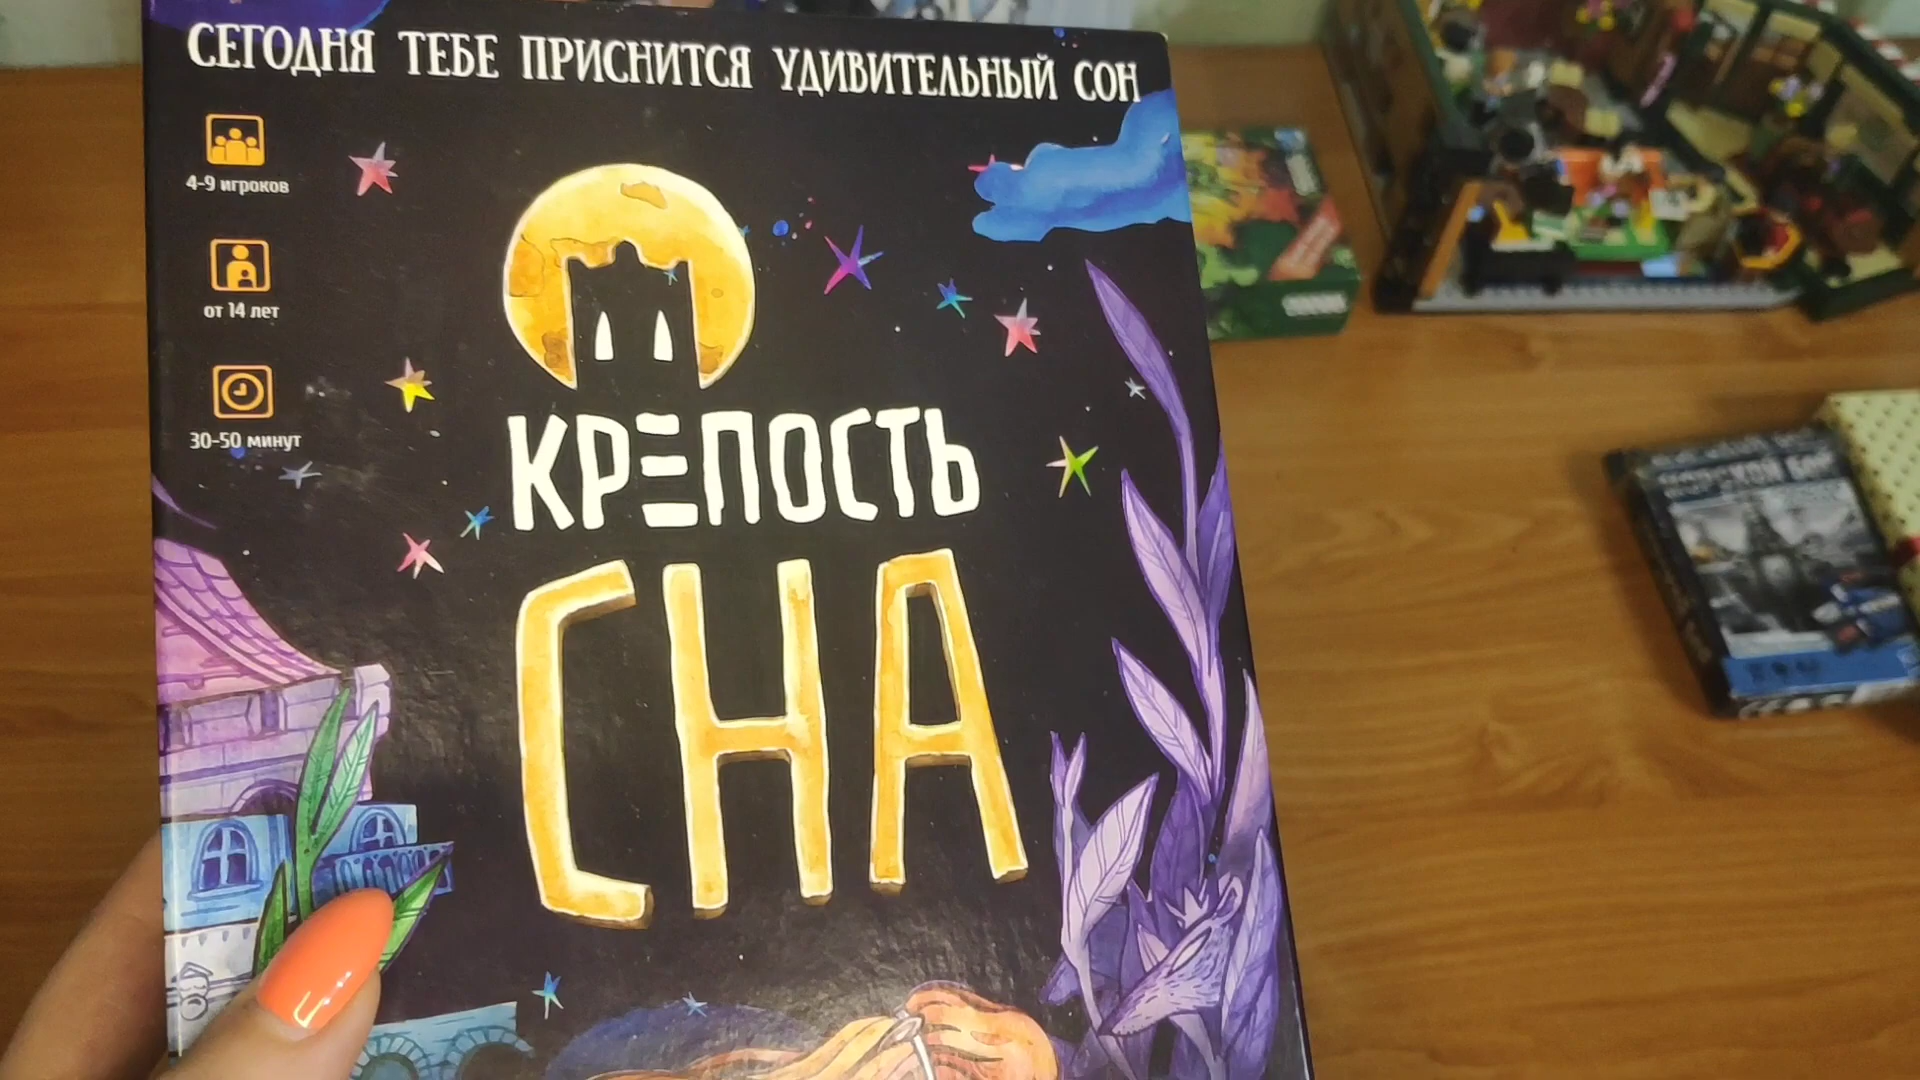 СЕГОДНЯ ТЕБЕ ПРИСНИТСЯ УДИВИТЕЛЬНЫЙ СОН
4-9 игроков
от 14 лет
30-50 минут
КРЕПОСТЬ
СНА